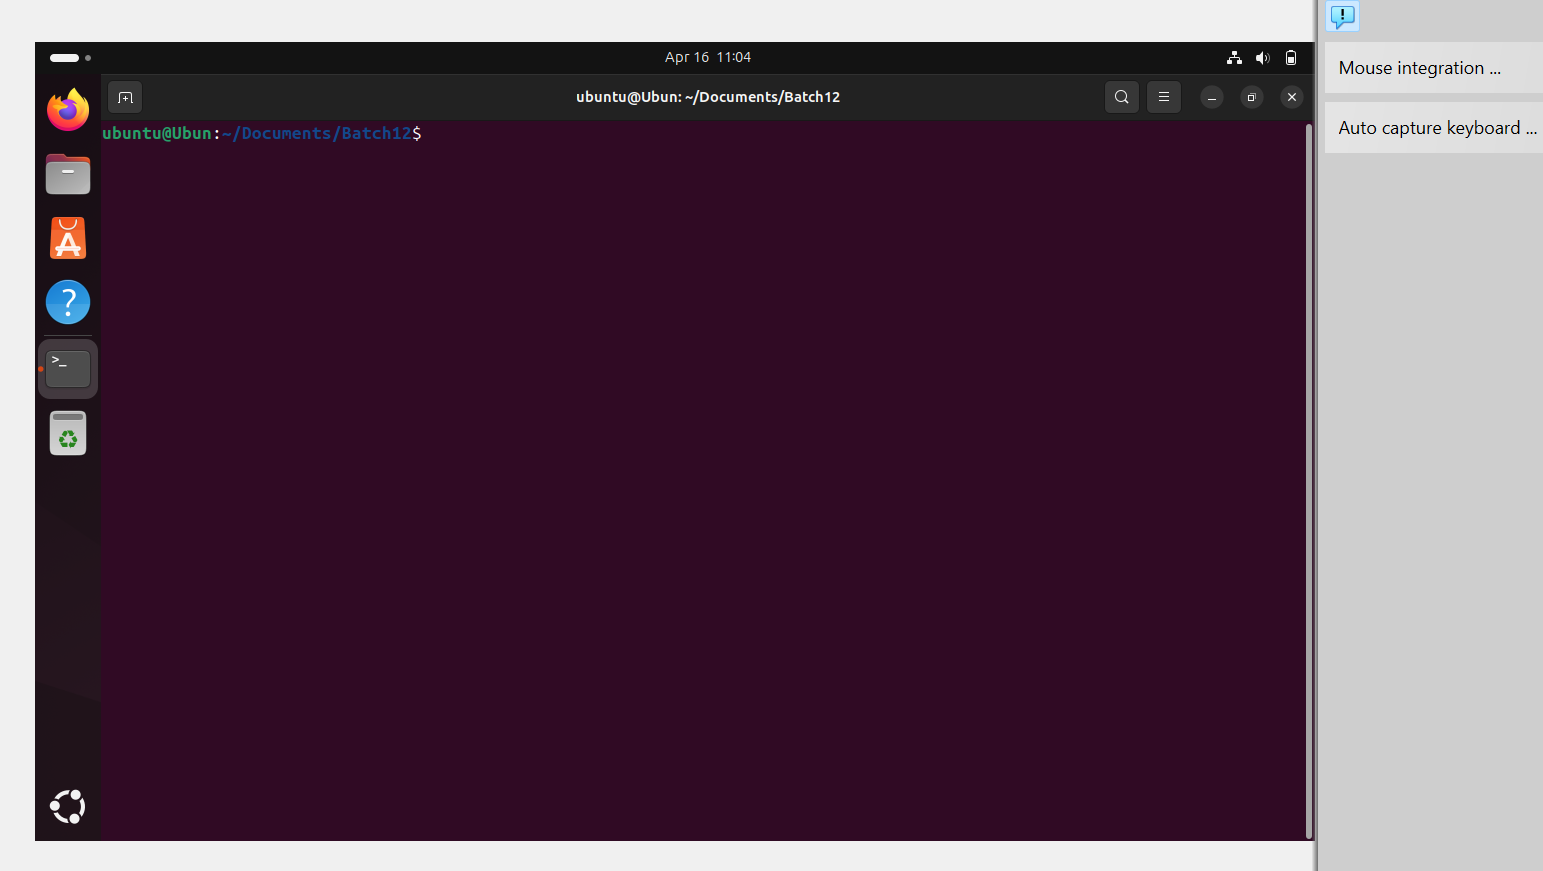 Apr 16 11:04
ubuntu@Ubun: ~/Documents/Batch12
ubuntu@Ubun:~/Documents/Batch12$
Mouse integration ...
Auto capture keyboard ...